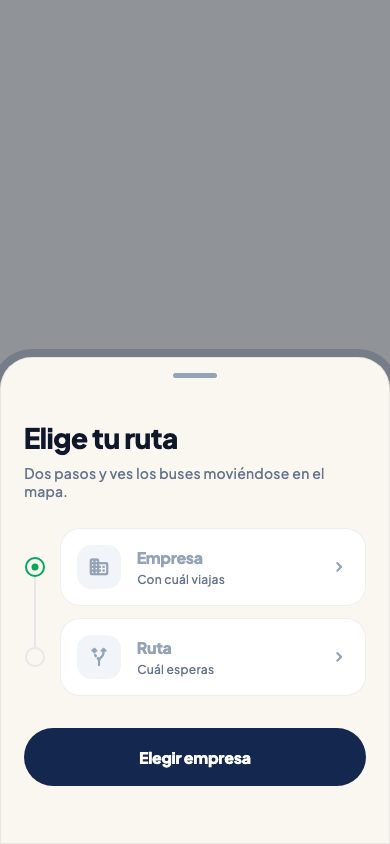 Elige tu ruta
Dos pasos y ves los buses moviéndose en el
mapa.
Empresa
Con cuál viajas
Ruta
Cuál esperas
Elegir empresa